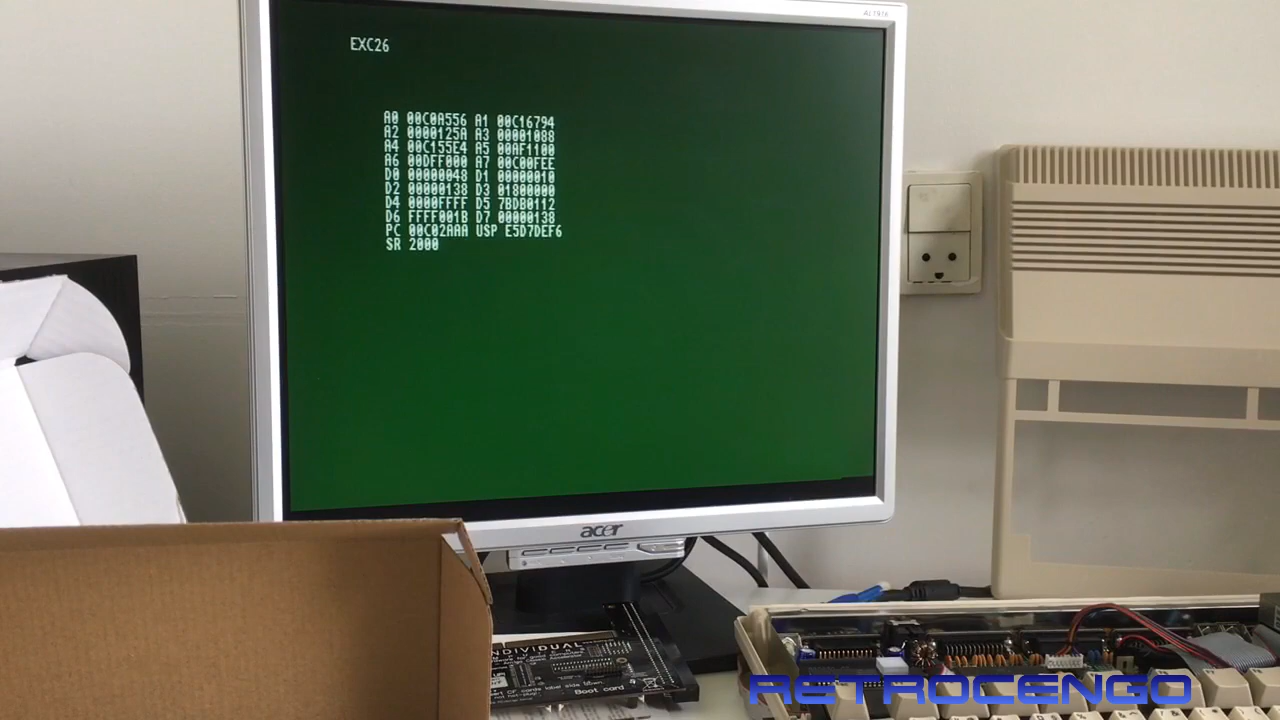 AL1916
EXC26
A0 00C0A556 A1 00C16794
A2 0000125A A3 00001088
A4 00C155E4 A5 00AF1100
A6 00DFF000 A7 00C00FEE
D0 00000048 D1 00000010
D2 00000138 D3 01800000
D4 0000FFFF D5 7BDB0112
D6 FFFF001B D7 00000138
PC 00C02AAA USP E5D7DEF6
SR 2000
acer
INDIVIDUAL
Boot card
RETROCENGO